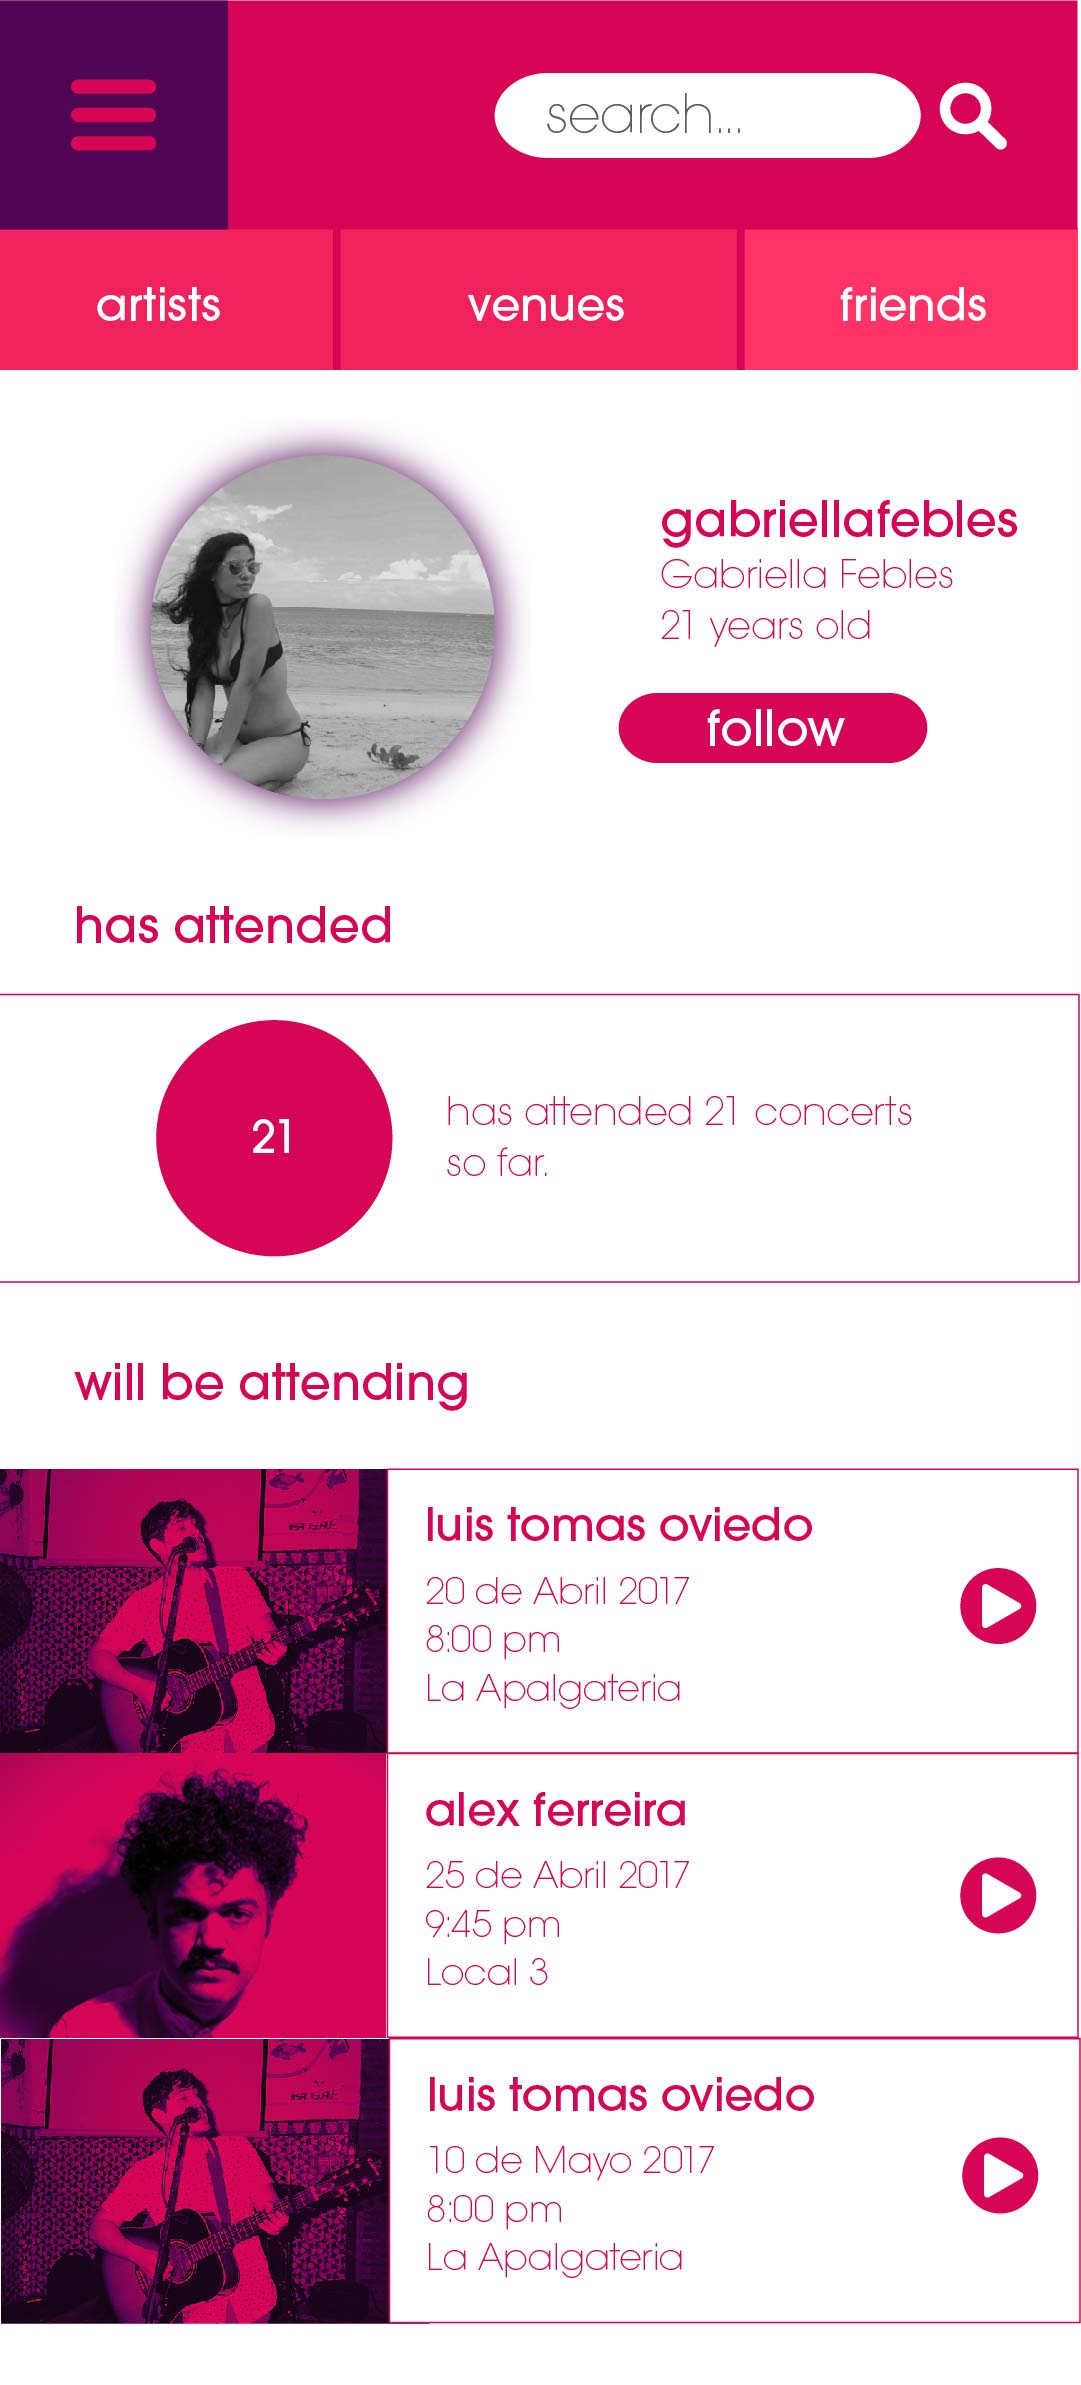 search...
artists
venues
friends
gabriellafebles
Gabriella Febles
21 years old
follow
has attended
21
has attended 21 concerts
so far.
will be attending
luis tomas oviedo
20 de Abril 2017
8:00 pm
La Apalgateria
alex ferreira
25 de Abril 2017
9:45 pm
Local 3
luis tomas oviedo
10 de Mayo 2017
8:00 pm
La Apalgateria